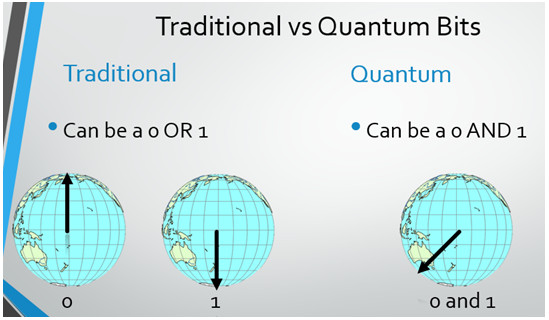 Traditional vs Quantum Bits
Traditional
• Can be a 0 OR 1
0
1
Quantum
• Can be a 0 AND 1
0 and 1